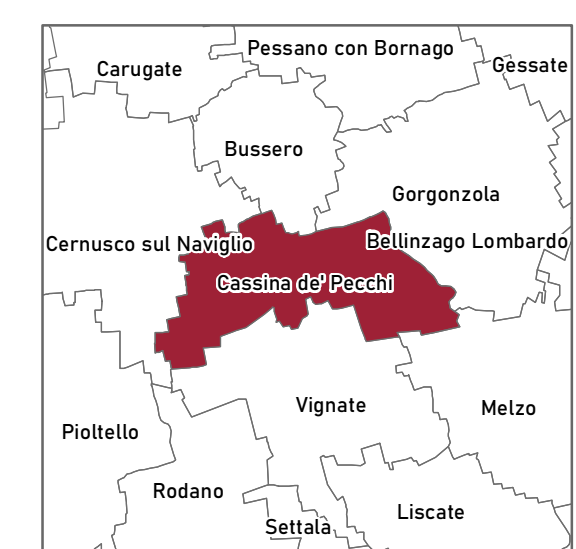 Pessano con Bornago
Gessate
Carugate
Bussero
Gorgonzola
Cernusco sul Naviglio
Bellinzago Lombardo
Cassina de' Pecchi
Vignate
Melzo
Pioltello
Rodano
Liscate
Settala